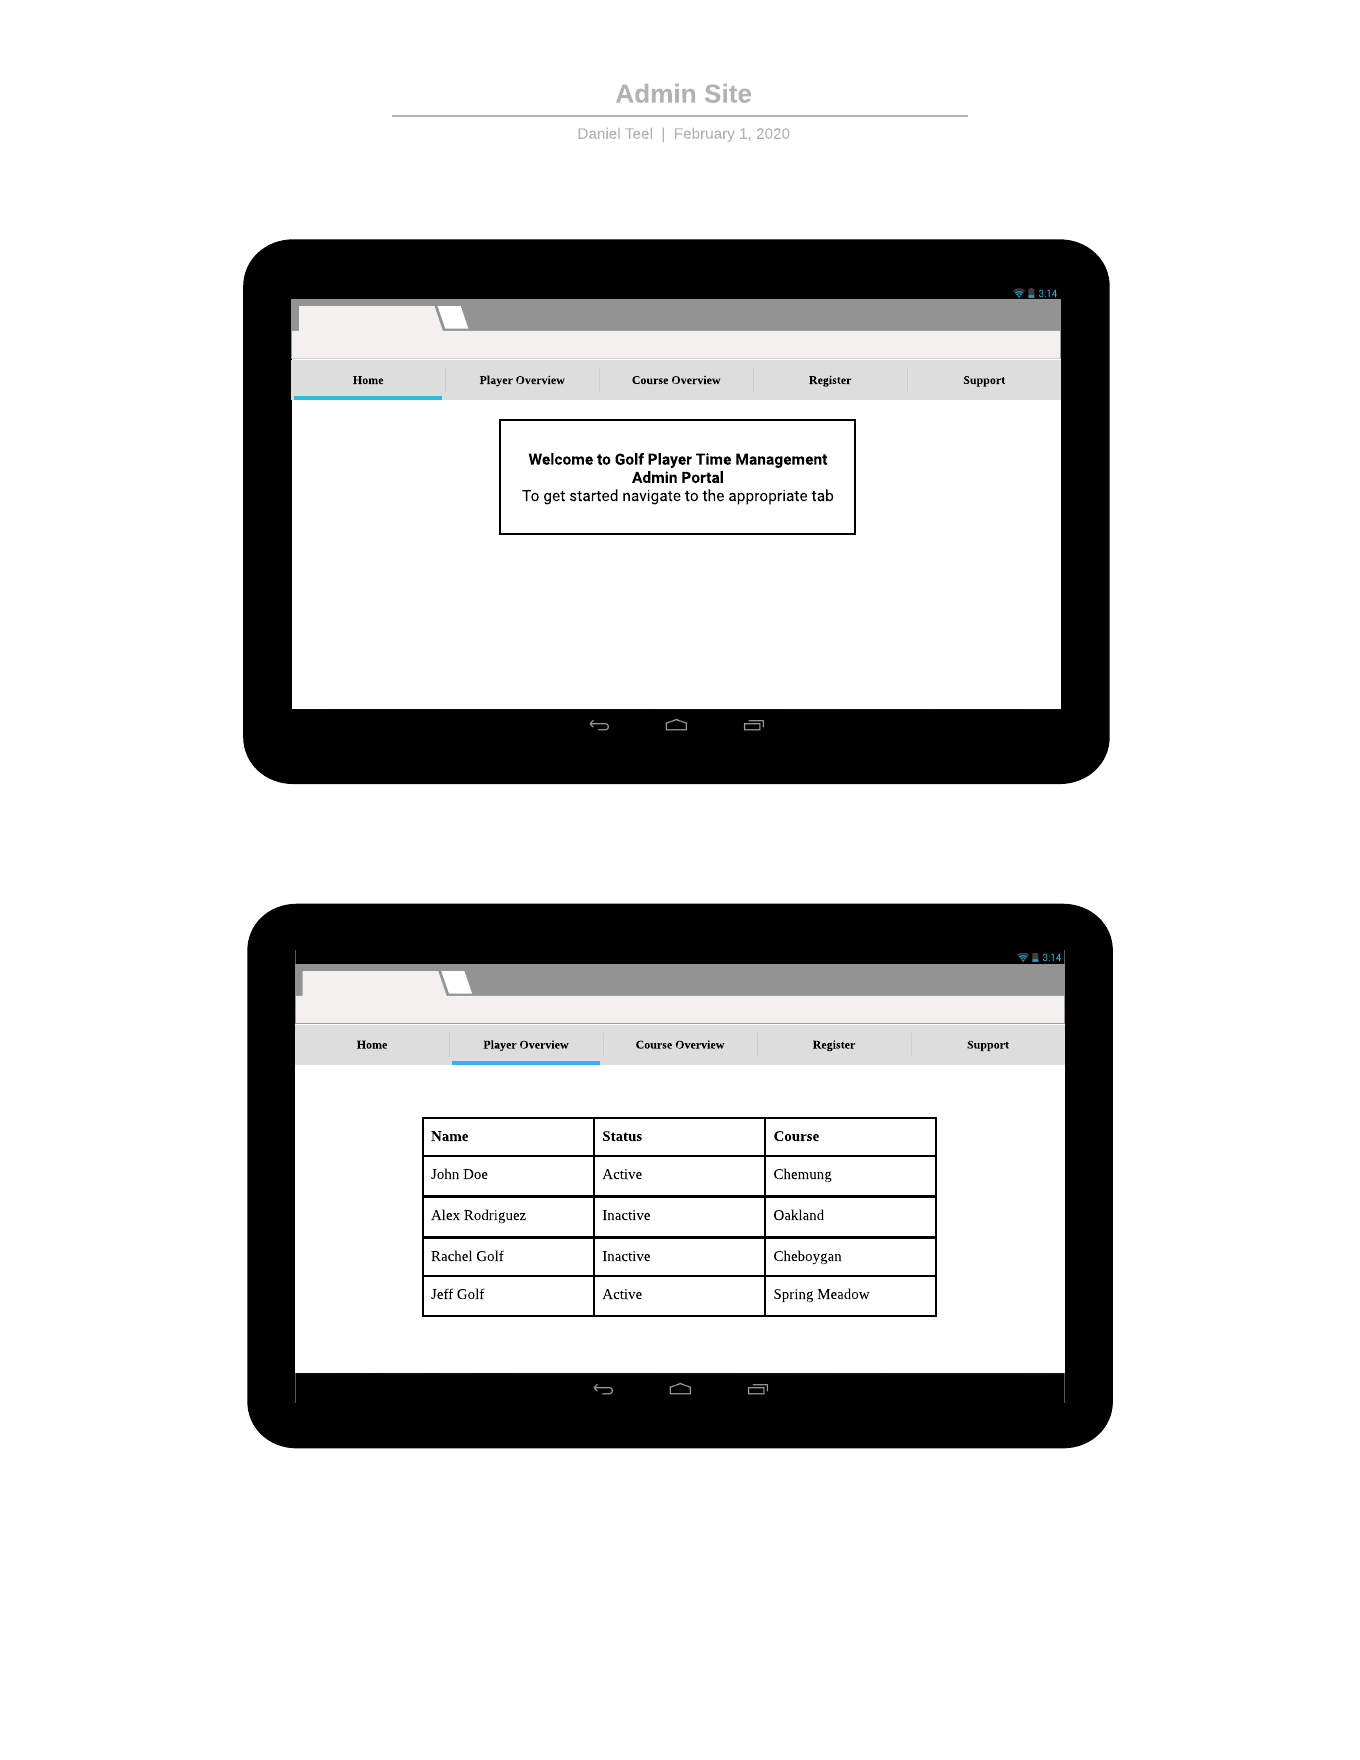 Admin Site
Daniel Teel | February 1, 2020
3:14
Home Player Overview Course Overview Register Support
Welcome to Golf Player Time Management
Admin Portal
To get started navigate to the appropriate tab
3:14
Home Player Overview Course Overview Register Support
Name Status Course
John Doe Active Chemung
Alex Rodriguez Inactive Oakland
Rachel Golf Inactive Cheboygan
Jeff Golf Active Spring Meadow